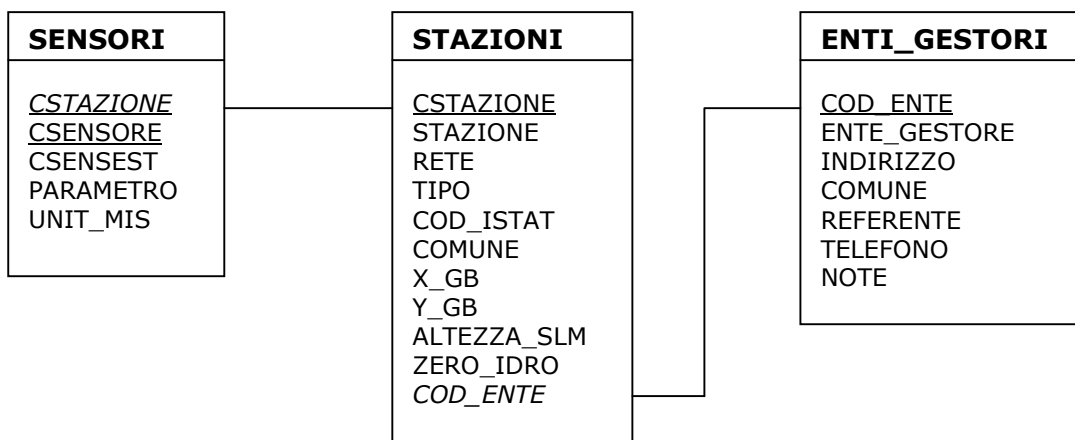 SENSORI
CSTAZIONE
CSENSORE
CSENSEST
PARAMETRO
UNIT_MIS
STAZIONI
CSTAZIONE
STAZIONE
RETE
TIPO
COD_ISTAT
COMUNE
X_GB
Y_GB
ALTEZZA_SLM
ZERO_IDRO
COD_ENTE
ENTI_GESTORI
COD_ENTE
ENTE_GESTORE
INDIRIZZO
COMUNE
REFERENTE
TELEFONO
NOTE